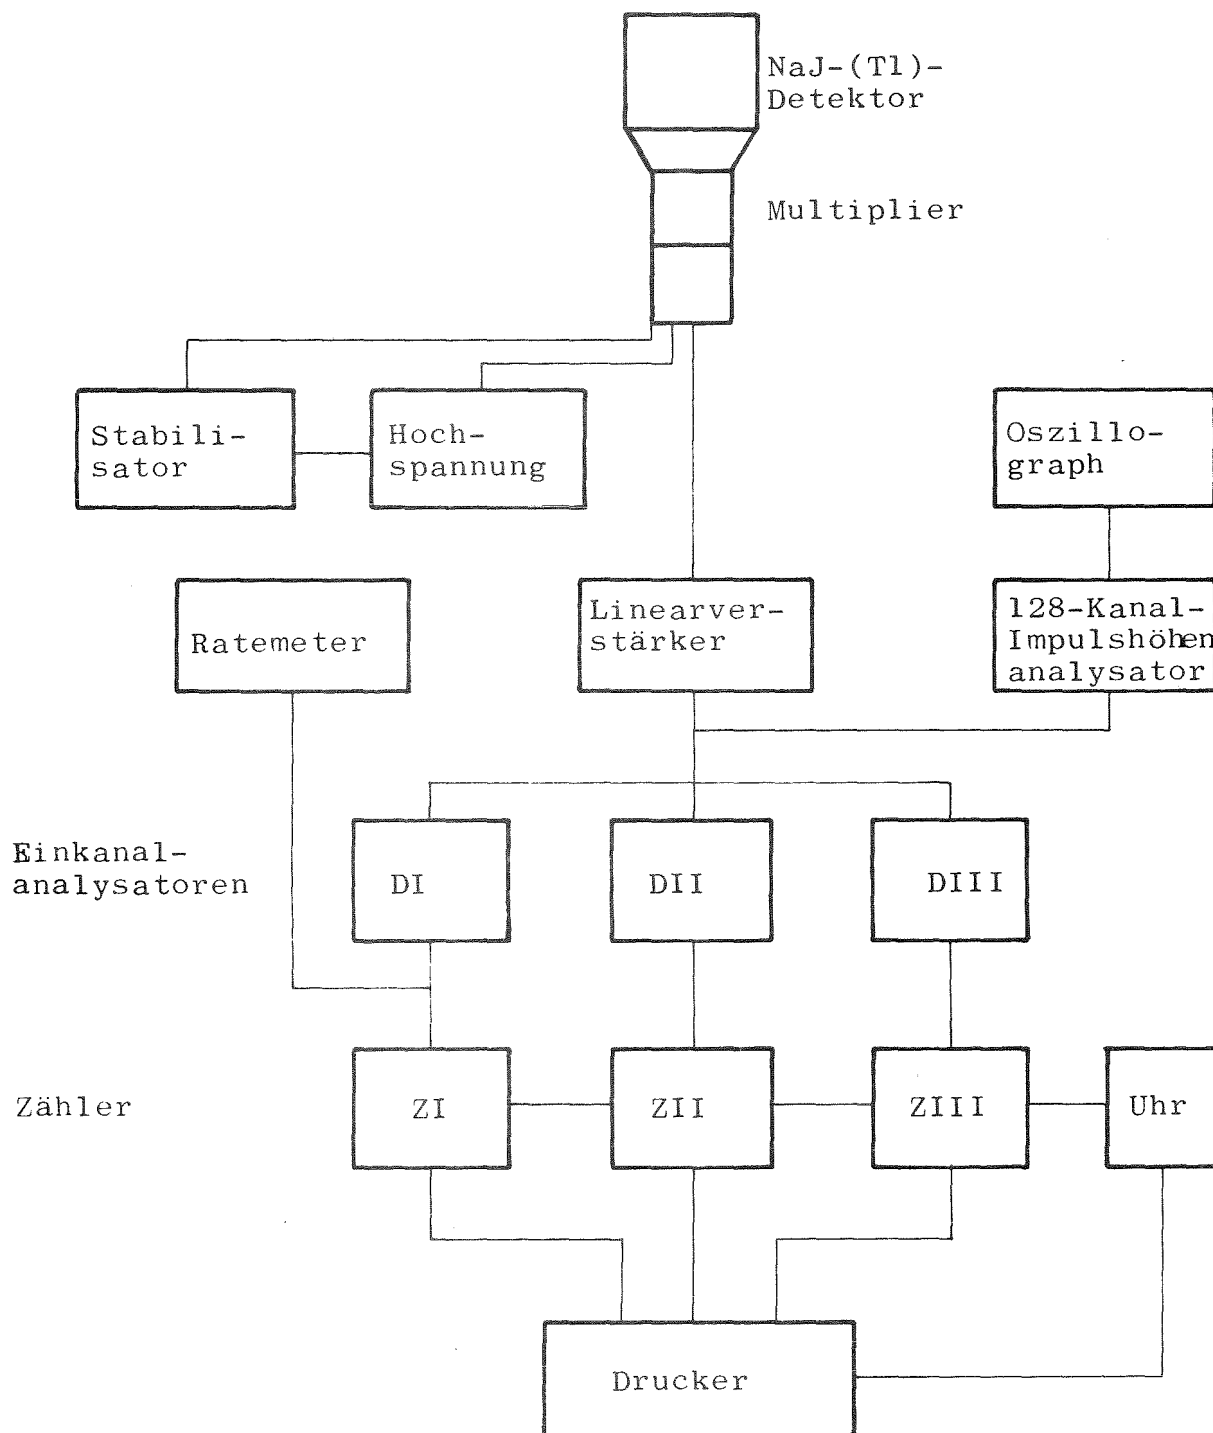 NaJ-(Tl)-
Detektor
Multiplier
Stabili-
sator
Hoch-
spannung
Oszillo-
graph
Ratemeter
Linearver-
stärker
128-Kanal-
Impulshöhen
analysator
Einkanal-
analysatoren
DI
DII
DIII
Zähler
ZI
ZII
ZIII
Uhr
Drucker